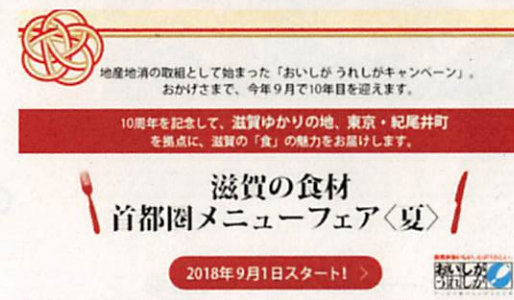 地産地消の取組として始まった「おいしが うれしがキャンペーン」。
おかげさまで、今年9月で10年目を迎えます。
10周年を記念して、滋賀ゆかりの地、東京・紀尾井町
を拠点に、滋賀の「食」の魅力をお届けします。
滋賀の食材
首都圏メニューフェア〈夏〉
2018年9月1日スタート!
おいしが
うれしが